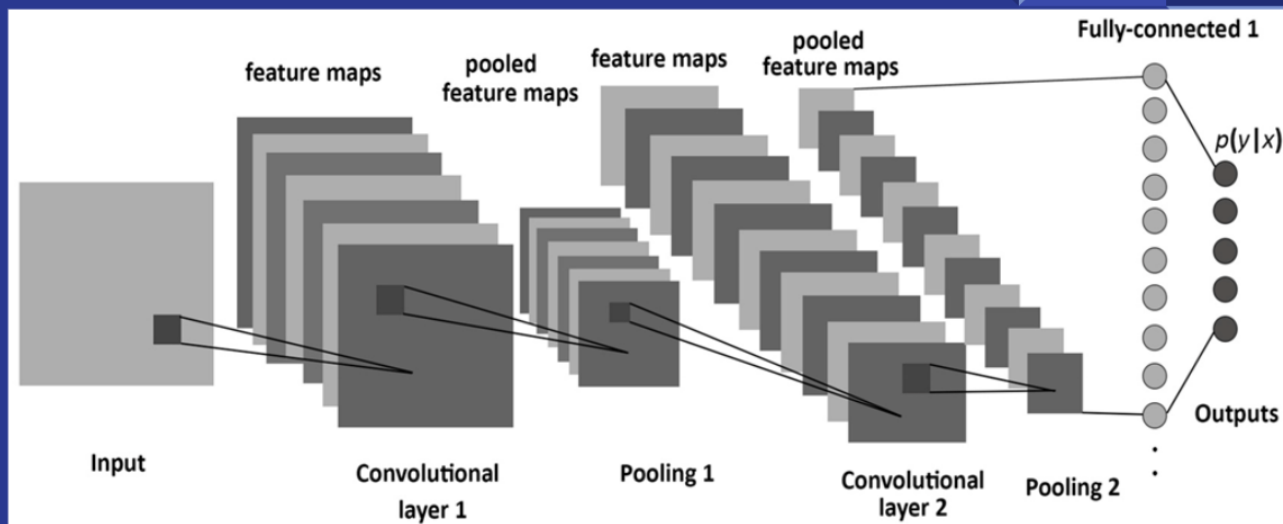 Fully-connected 1
feature maps
pooled
feature maps
feature maps
pooled
feature maps
p(y|x)
Input
Convolutional
layer 1
Pooling 1
Convolutional
layer 2
Pooling 2
Outputs